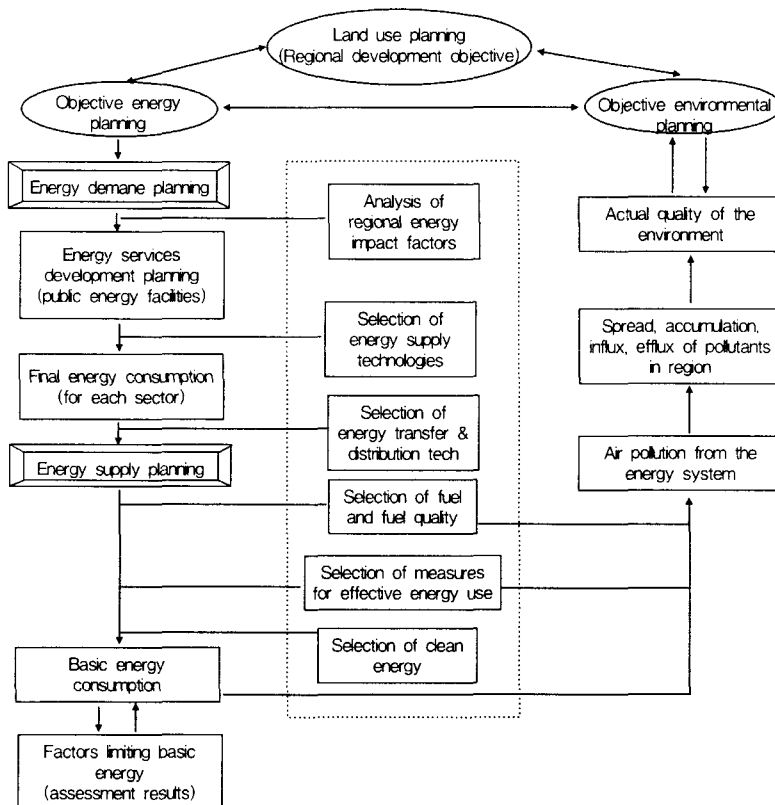 Land use planning
(Regional development objective)
Objective energy
planning
Objective environmental
planning
Energy demane planning
Analysis of
regional energy
impact factors
Actual quality of the
environment
Energy services
development planning
(public energy facilities)
Selection of
energy supply
technologies
Spread, accumulation,
influx, efflux of pollutants
in region
Final energy consumption
(for each sector)
Selection of
energy transfer &
distribution tech
Energy supply planning
Air pollution from the
energy system
Selection of fuel
and fuel quality
Selection of measures
for effective energy use
Selection of clean
energy
Basic energy
consumption
Factors limiting basic
energy
(assessment results)